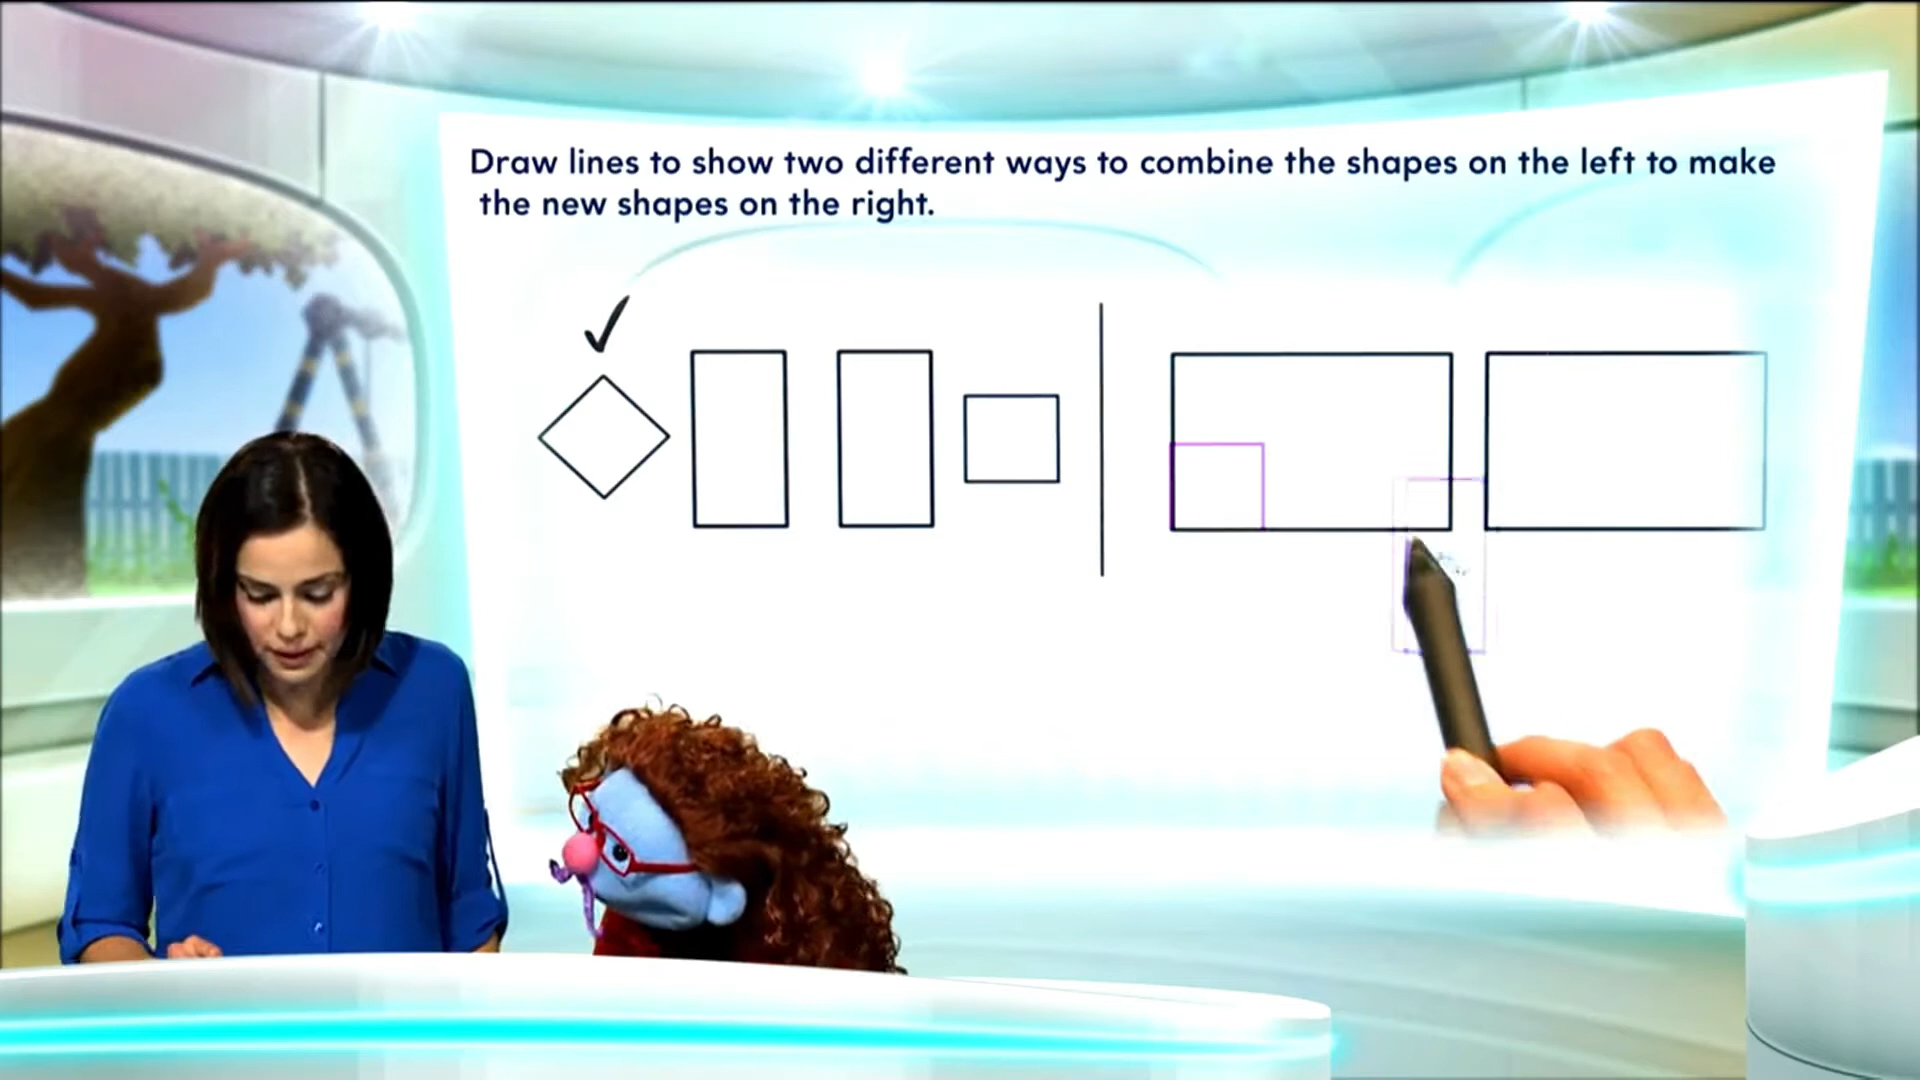 Draw lines to show two different ways to combine the shapes on the left to make
the new shapes on the right.